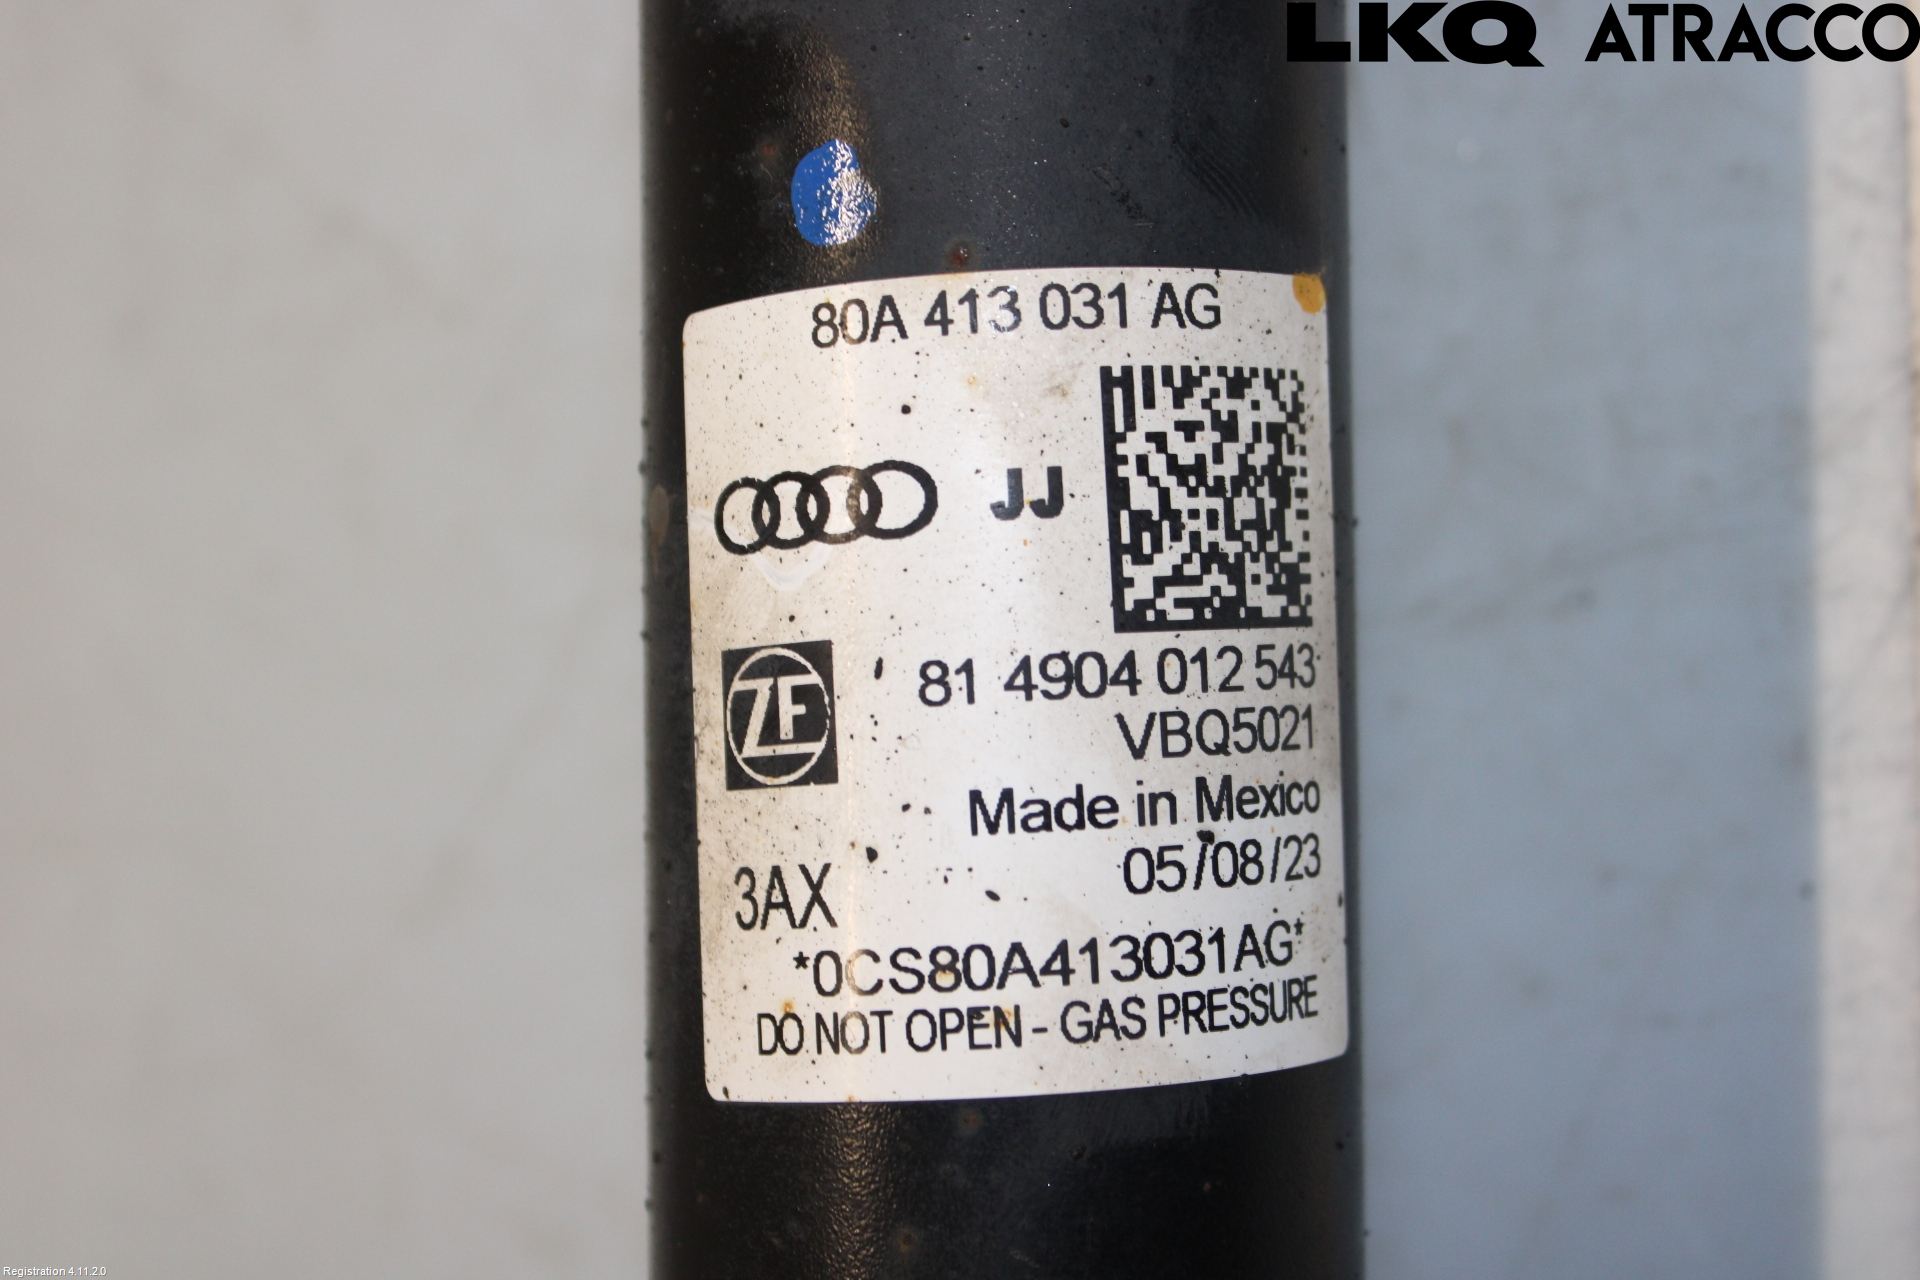 LKQ ATRACCO
80A 413 031 AG
JJ
ZF
81 4904 012 543
VBQ5021
Made in Mexico
05/08/23
3AX
*0CS80A413031AG*
DO NOT OPEN - GAS PRESSURE
Registration 4.11.2.0